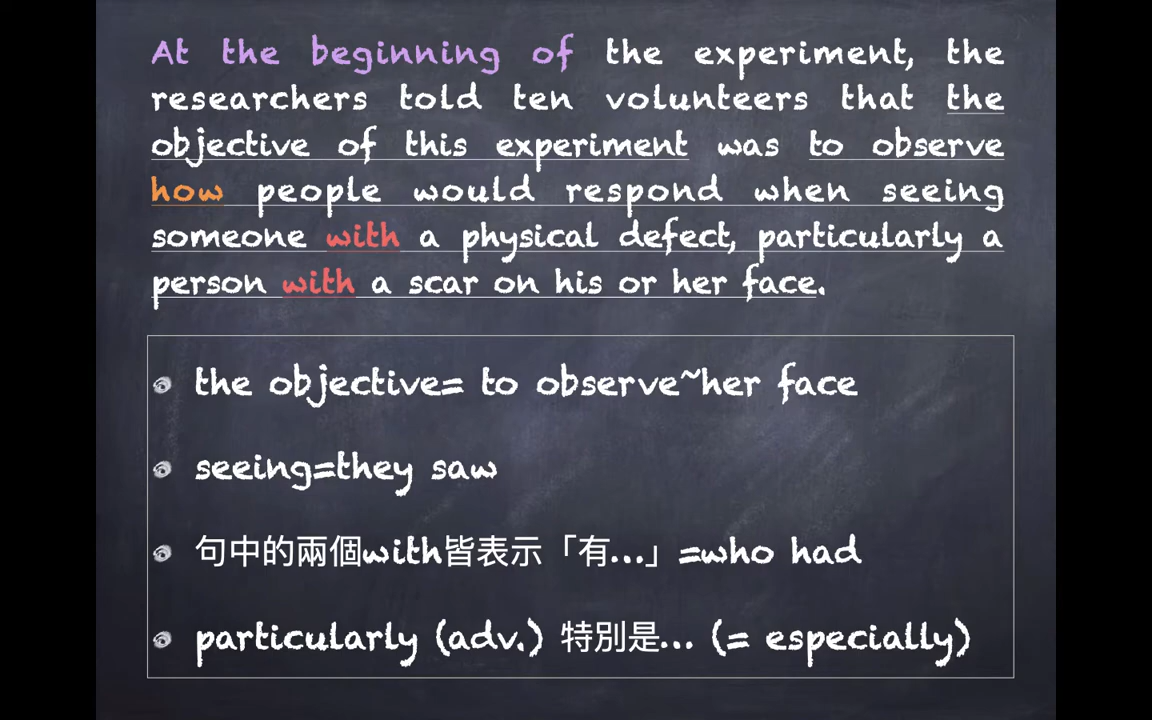 At the beginning of the experiment, the
researchers told ten volunteers that the
objective of this experiment was to observe
how people would respond when seeing
someone with a physical defect, particularly a
person with a scar on his or her face.
the objective= to observe~her face
seeing=they saw
句中的兩個with皆表示「有...」=who had
particularly (adv.) 特別是... (= especially)